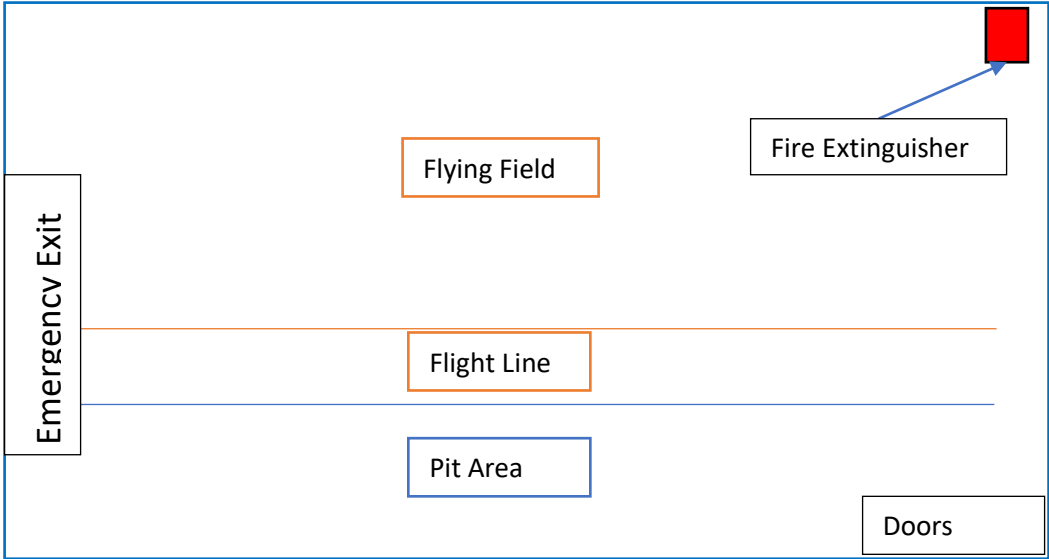 Fire Extinguisher
Flying Field
Emergency Exit
Flight Line
Pit Area
Doors